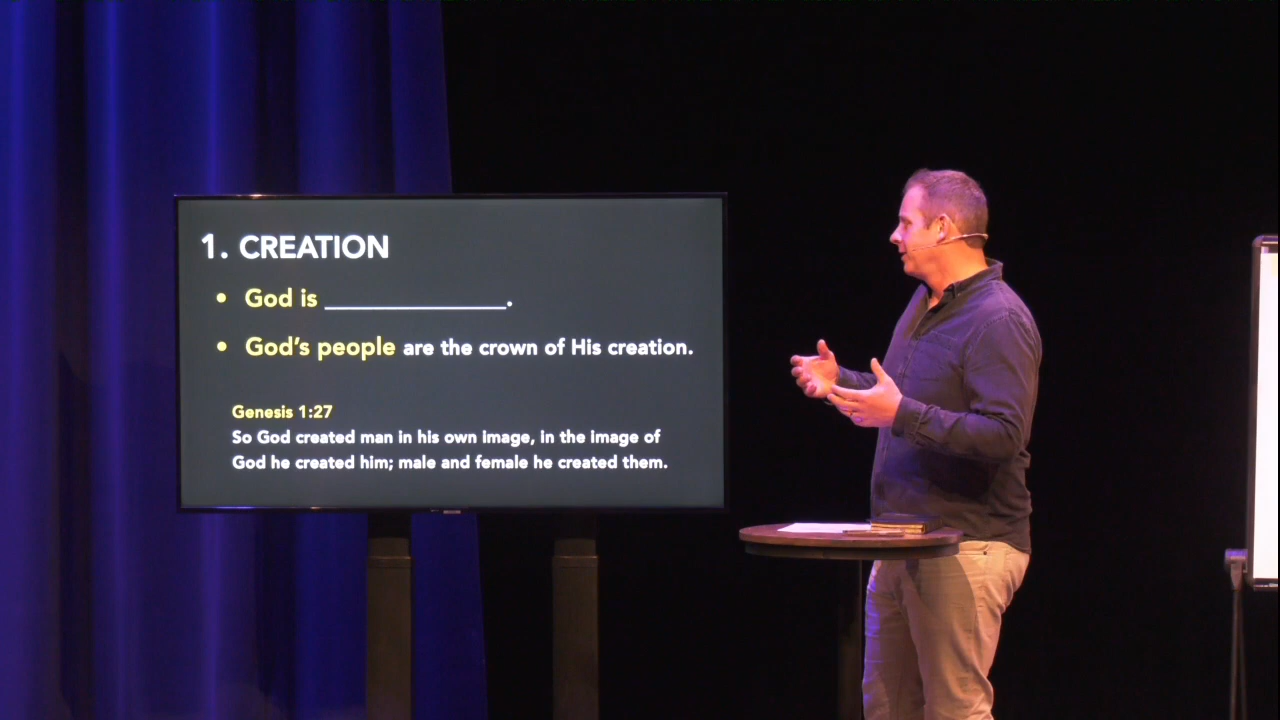 1. CREATION
• God is ______________.
• God's people are the crown of His creation.
Genesis 1:27
So God created man in his own image, in the image of
God he created him; male and female he created them.